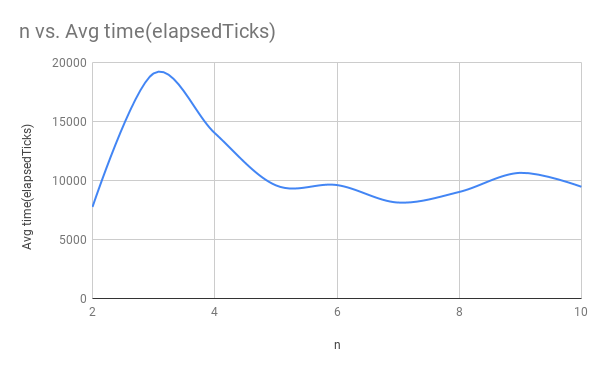 n vs. Avg time(elapsedTicks)
20000
15000
10000
5000
0
Avg time(elapsedTicks)
2 4 6 8 10
n